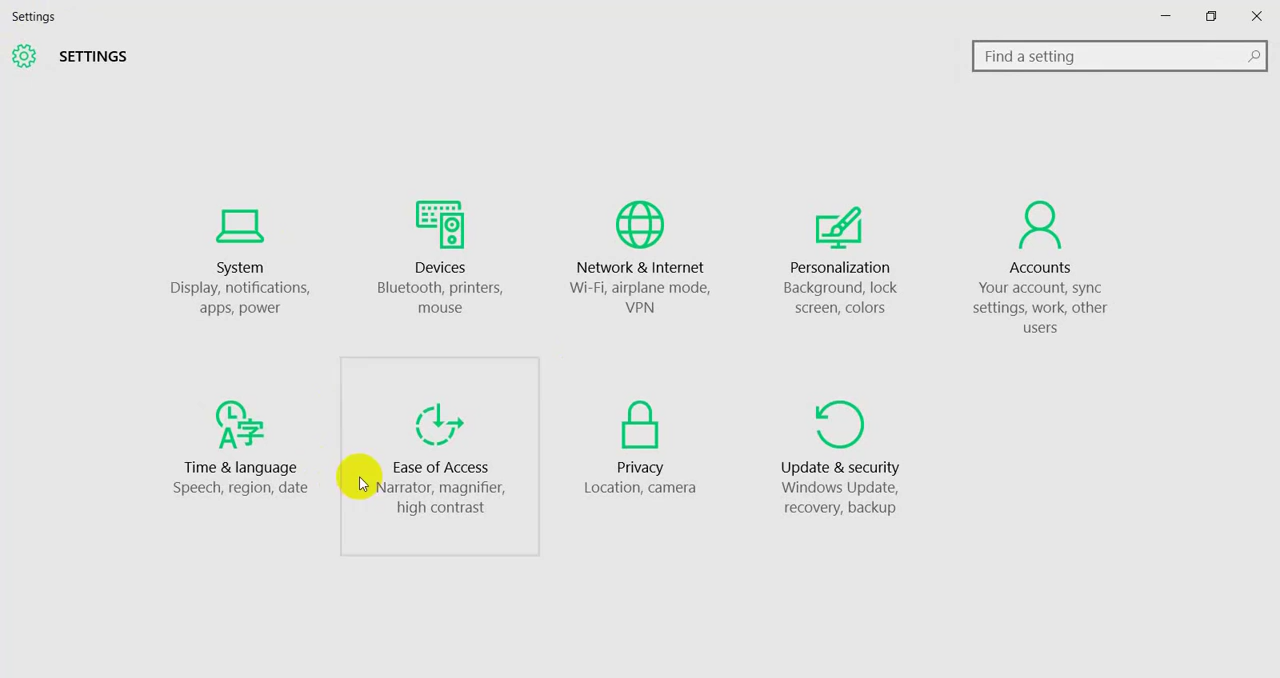 Settings
SETTINGS
Find a setting
System
Display, notifications,
apps, power
Devices
Bluetooth, printers,
mouse
Network & Internet
Wi-Fi, airplane mode,
VPN
Personalization
Background, lock
screen, colors
Accounts
Your account, sync
settings, work, other
users
Time & language
Speech, region, date
Ease of Access
Narrator, magnifier,
high contrast
Privacy
Location, camera
Update & security
Windows Update,
recovery, backup